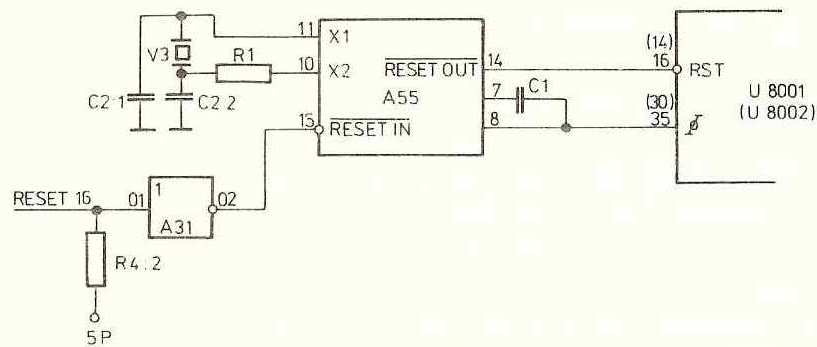 11
X1
V3
R1
10
X2
C2.1
C2.2
15
RESET IN
RESET OUT
A55
14
7
C1
8
(14)
16
RST
U 8001
(U 8002)
(30)
35
ø
RESET 16
01
1
02
A31
R4.2
5P